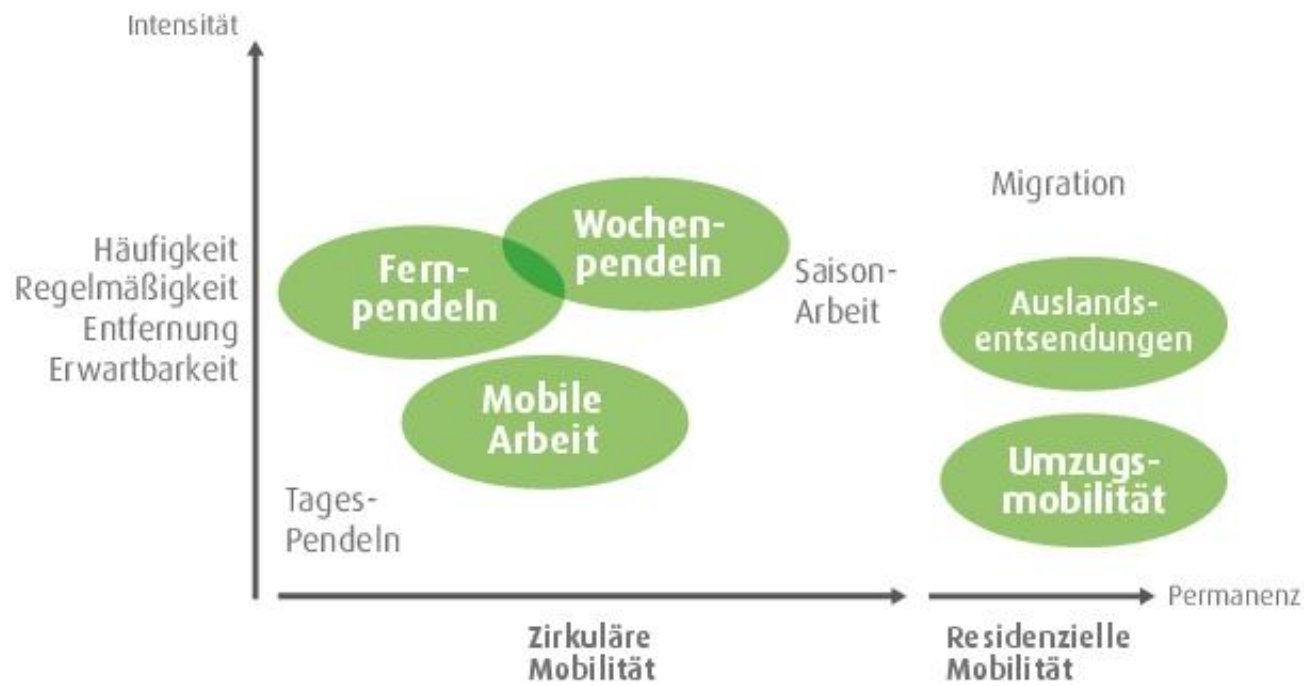 Intensität
Häufigkeit
Regelmäßigkeit
Entfernung
Erwartbarkeit
Fern-
pendeln
Wochen-
pendeln
Mobile
Arbeit
Tages-
Pendeln
Saison-
Arbeit
Migration
Auslands-
entsendungen
Umzugs-
mobilität
Permanenz
Zirkuläre
Mobilität
Residenzielle
Mobilität